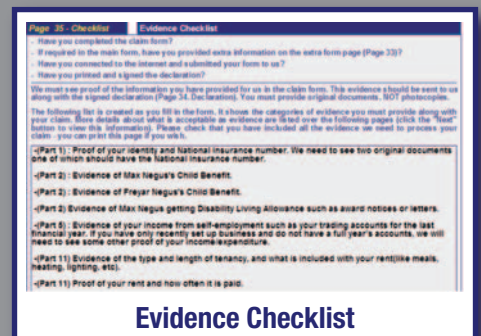 Page 35 - Checklist Evidence Checklist
- Have you completed the claim form?
- If required in the main form, have you provided extra information on the extra form page (Page 33)?
- Have you connected to the internet and submitted your form to us?
- Have you printed and signed the declaration?
We must see proof of the information you have provided for us in the claim form. This evidence should be sent to us
along with the signed declaration (Page 34. Declaration). You must provide original documents, NOT photocopies.
The following list is created as you fill in the form. It shows the categories of evidence you must provide along with
your claim. More details about what is acceptable as evidence are listed over the following pages (click the "Next"
button to view this information). Please check that you have included all the evidence we need to process your
claim - you can print this page if you wish.
-(Part 1) : Proof of your identity and National Insurance number. We need to see two original documents
one of which should have the National Insurance number.
-(Part 2) : Evidence of Max Negus's Child Benefit.
-(Part 2) : Evidence of Freyar Negus's Child Benefit.
-(Part 2) Evidence of Max Negus getting Disability Living Allowance such as award notices or letters.
-(Part 5) : Evidence of your income from self-employment such as your trading accounts for the last
financial year. If you have only recently set up business and do not have a full year's accounts, we will
need to see some other proof of your income/expenditure.
-(Part 11) Evidence of the type and length of tenancy, and what is included with your rent(like meals,
heating, lighting, etc).
-(Part 11) Proof of your rent and how often it is paid.
Evidence Checklist